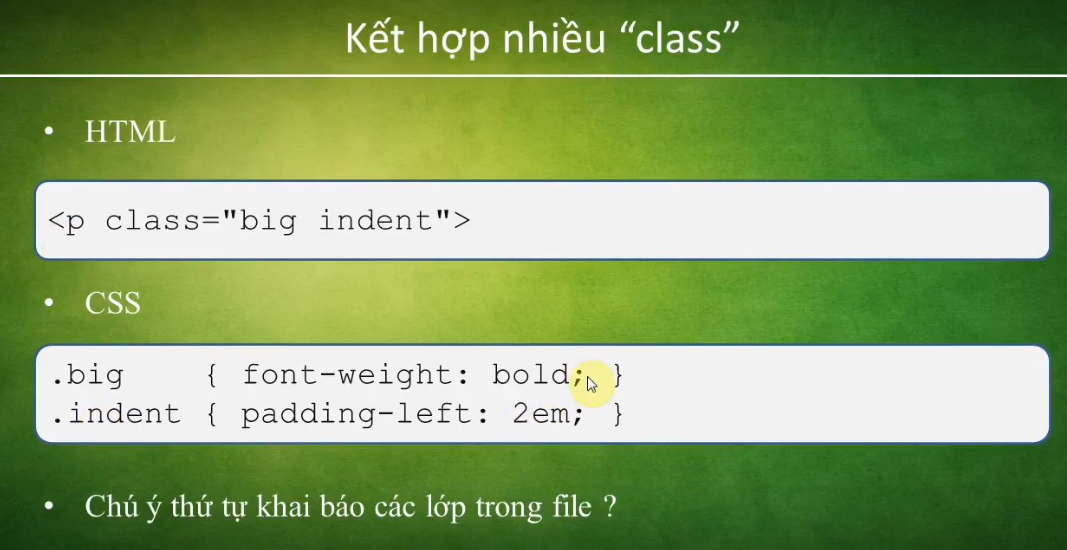 Kết hợp nhiều “class”
• HTML
<p class="big indent">
• CSS
.big    { font-weight: bold; }
.indent { padding-left: 2em; }
• Chú ý thứ tự khai báo các lớp trong file ?